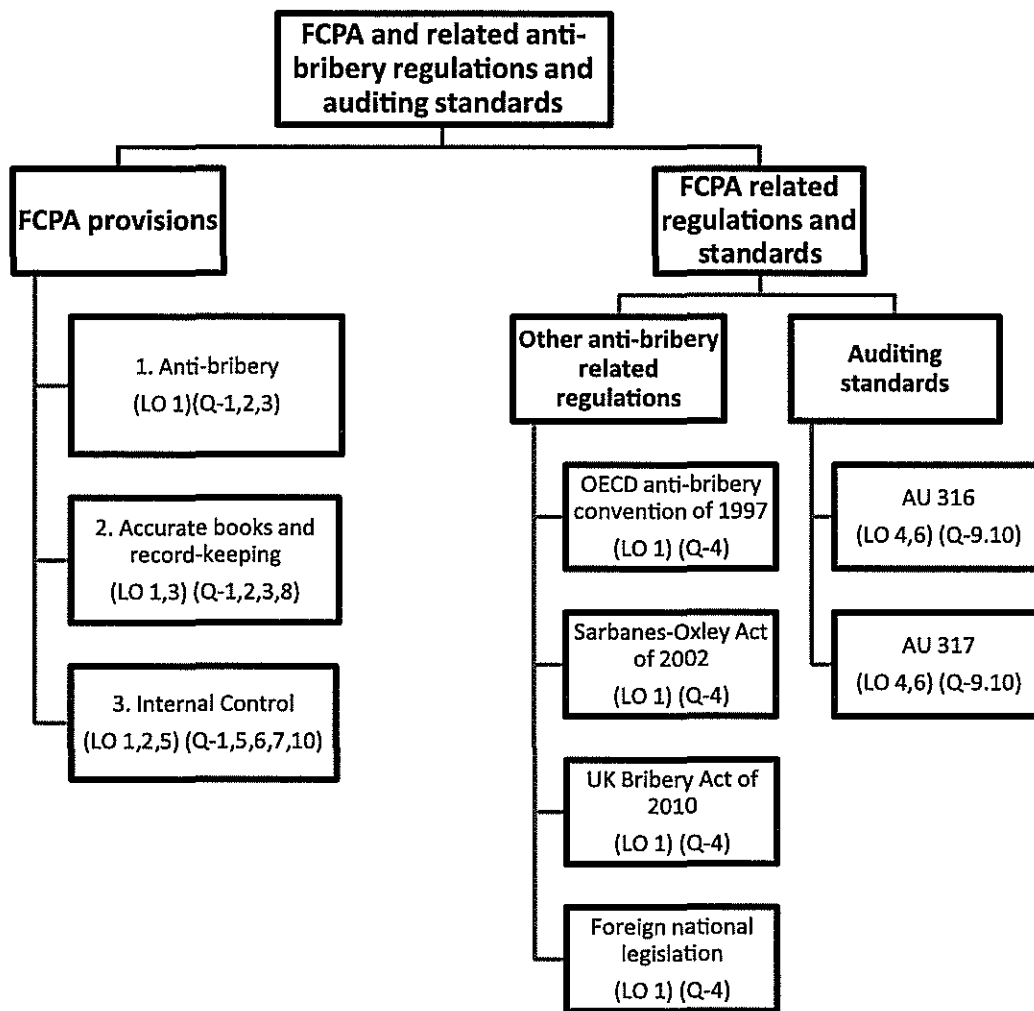 FCPA and related anti-
bribery regulations and
auditing standards
FCPA provisions
FCPA related
regulations and
standards
1. Anti-bribery
(LO 1)(Q-1,2,3)
2. Accurate books and
record-keeping
(LO 1,3) (Q-1,2,3,8)
3. Internal Control
(LO 1,2,5) (Q-1,5,6,7,10)
Other anti-bribery
related
regulations
OECD anti-bribery
convention of 1997
(LO 1) (Q-4)
Sarbanes-Oxley Act
of 2002
(LO 1) (Q-4)
UK Bribery Act of
2010
(LO 1) (Q-4)
Foreign national
legislation
(LO 1) (Q-4)
Auditing
standards
AU 316
(LO 4,6) (Q-9.10)
AU 317
(LO 4,6) (Q-9.10)